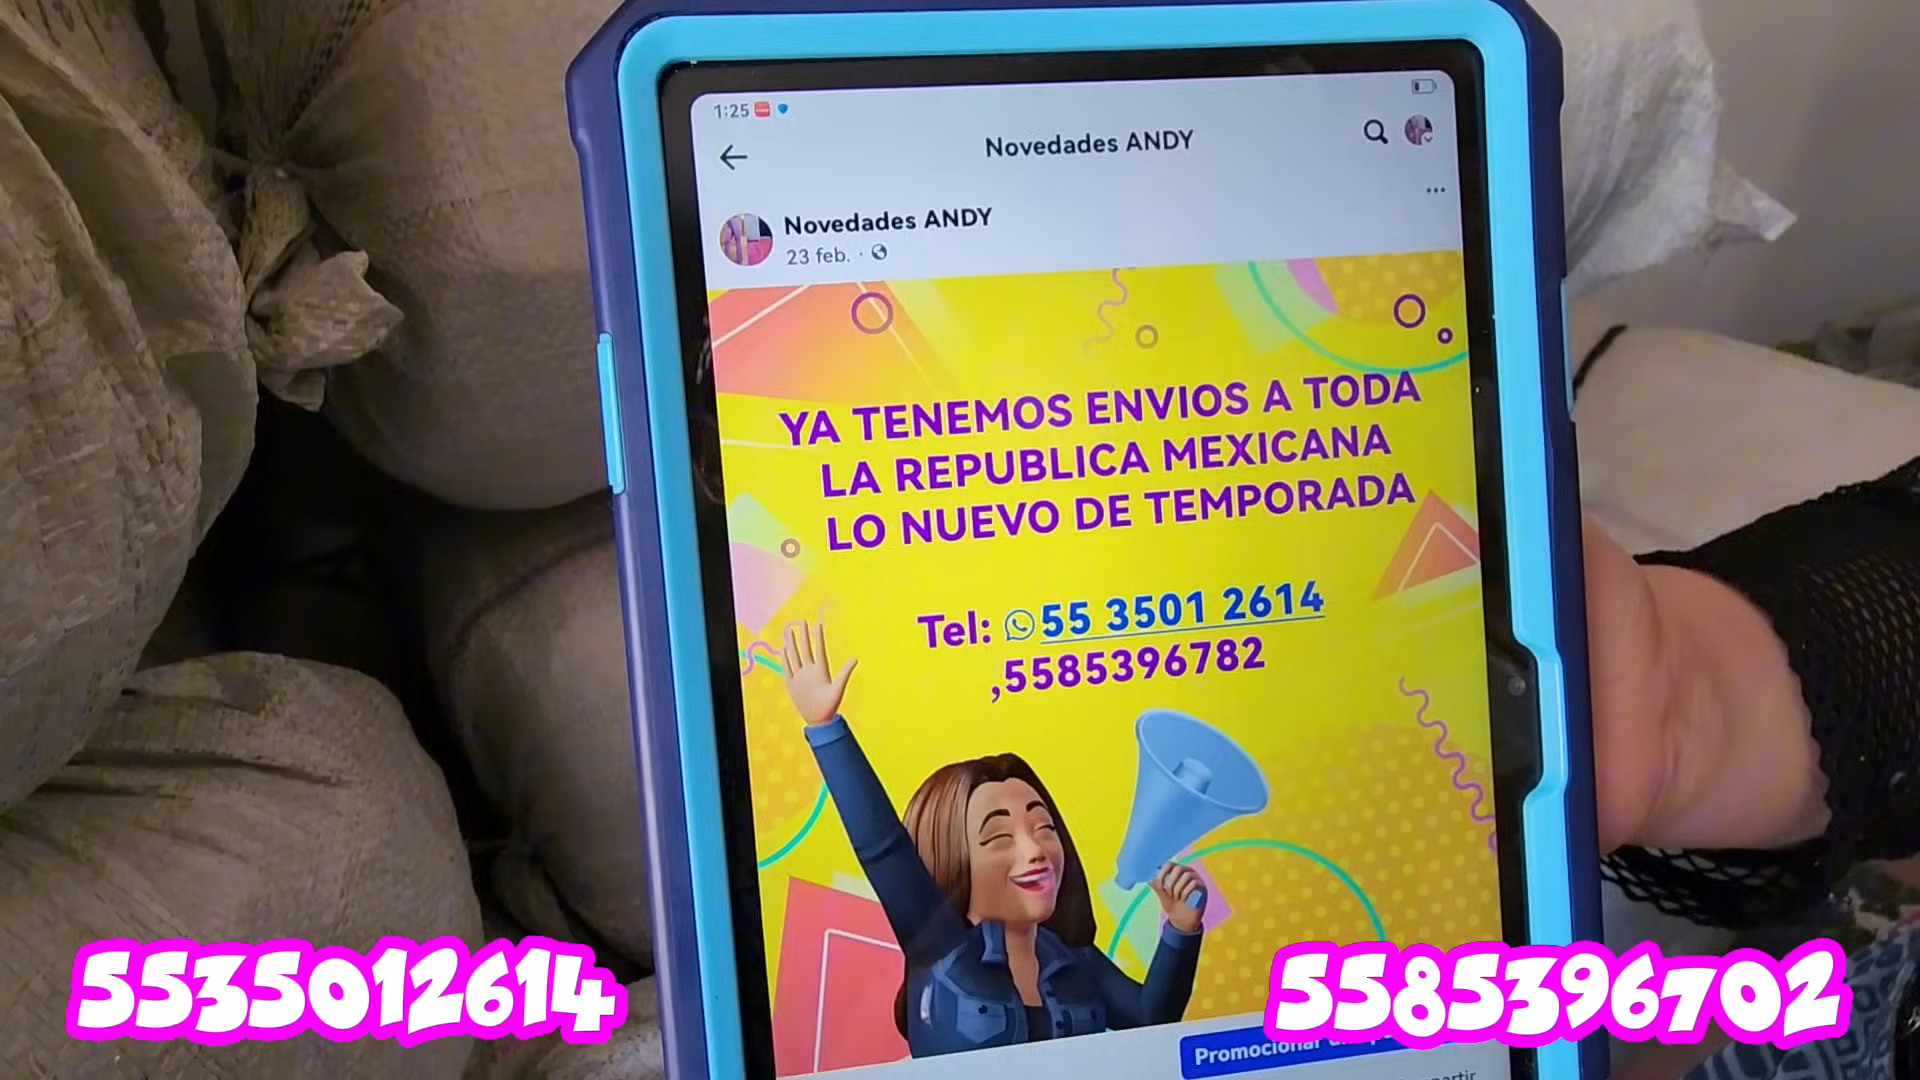 1:25
Novedades ANDY
Novedades ANDY
23 feb.
YA TENEMOS ENVIOS A TODA
LA REPUBLICA MEXICANA
LO NUEVO DE TEMPORADA
Tel: 55 3501 2614
,5585396782
Promocionar
5535012614
5585396702